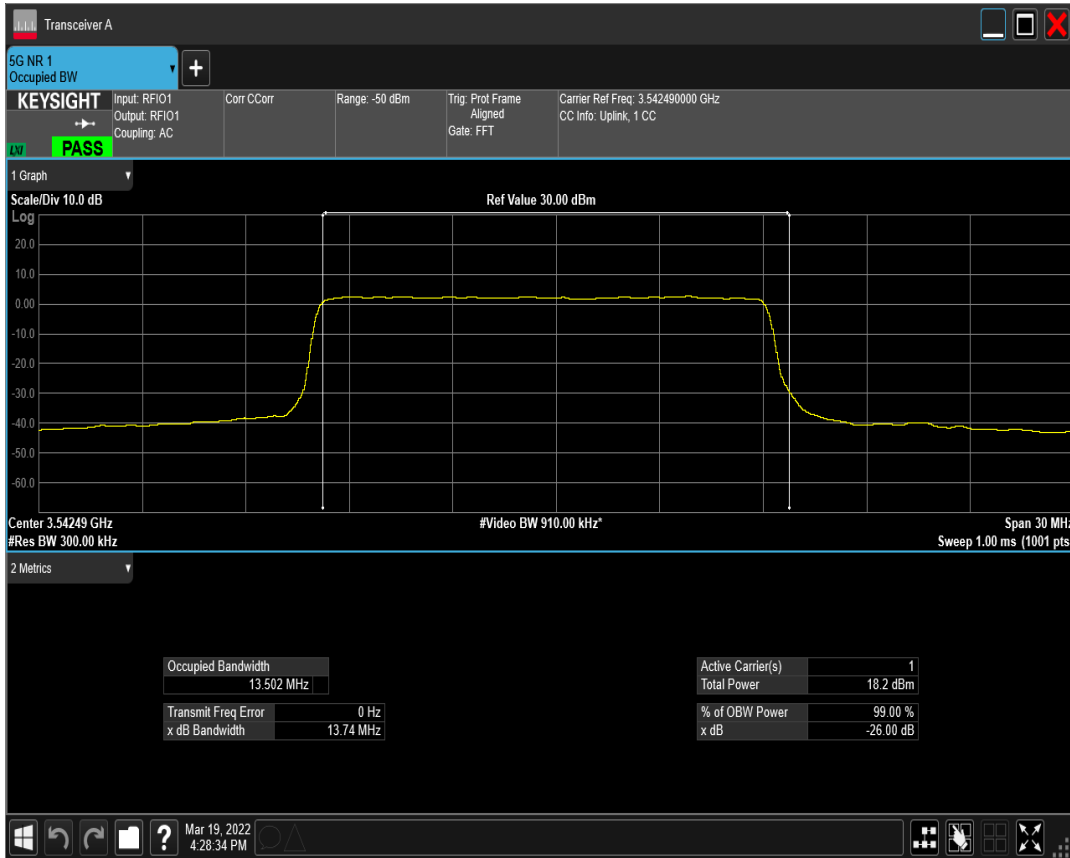 Transceiver A
5G NR 1
Occupied BW
+
KEYSIGHT
LXI
PASS
Input: RFIO1
Output: RFIO1
Coupling: AC
Corr CCorr
Range: -50 dBm
Trig: Prot Frame
Aligned
Gate: FFT
Carrier Ref Freq: 3.542490000 GHz
CC Info: Uplink, 1 CC
1 Graph
Scale/Div 10.0 dB
Ref Value 30.00 dBm
Log
20.0
10.0
0.00
-10.0
-20.0
-30.0
-40.0
-50.0
-60.0
Center 3.54249 GHz
#Video BW 910.00 kHz*
Span 30 MHz
#Res BW 300.00 kHz
Sweep 1.00 ms (1001 pts
2 Metrics
Occupied Bandwidth
13.502 MHz
Transmit Freq Error 0 Hz
x dB Bandwidth 13.74 MHz
Active Carrier(s) 1
Total Power 18.2 dBm
% of OBW Power 99.00 %
x dB -26.00 dB
?
Mar 19, 2022
4:28:34 PM